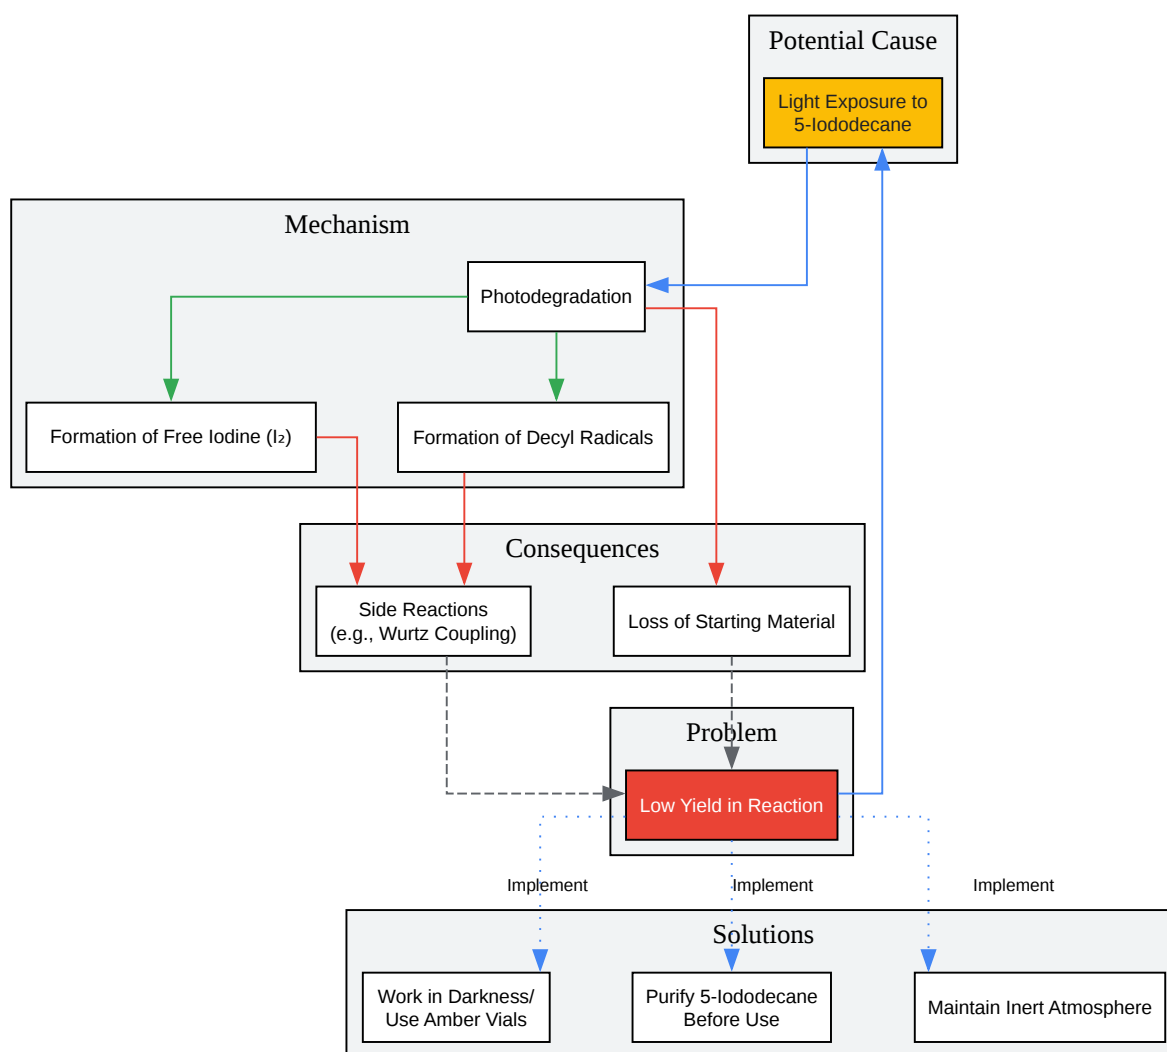 Potential Cause
Light Exposure to
5-Iododecane
Mechanism
Photodegradation
Formation of Free Iodine (I₂)
Formation of Decyl Radicals
Consequences
Side Reactions
(e.g., Wurtz Coupling)
Loss of Starting Material
Problem
Low Yield in Reaction
Implement
Implement
Implement
Solutions
Work in Darkness/
Use Amber Vials
Purify 5-Iododecane
Before Use
Maintain Inert Atmosphere